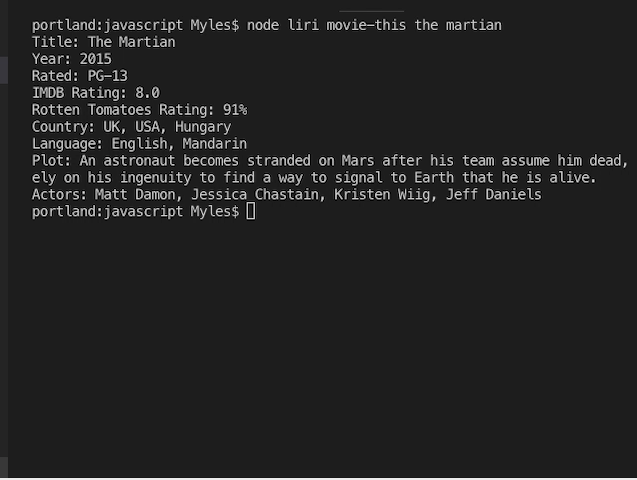 portland:javascript Myles$ node liri movie-this the martian
Title: The Martian
Year: 2015
Rated: PG-13
IMDB Rating: 8.0
Rotten Tomatoes Rating: 91%
Country: UK, USA, Hungary
Language: English, Mandarin
Plot: An astronaut becomes stranded on Mars after his team assume him dead,
ely on his ingenuity to find a way to signal to Earth that he is alive.
Actors: Matt Damon, Jessica Chastain, Kristen Wiig, Jeff Daniels
portland:javascript Myles$